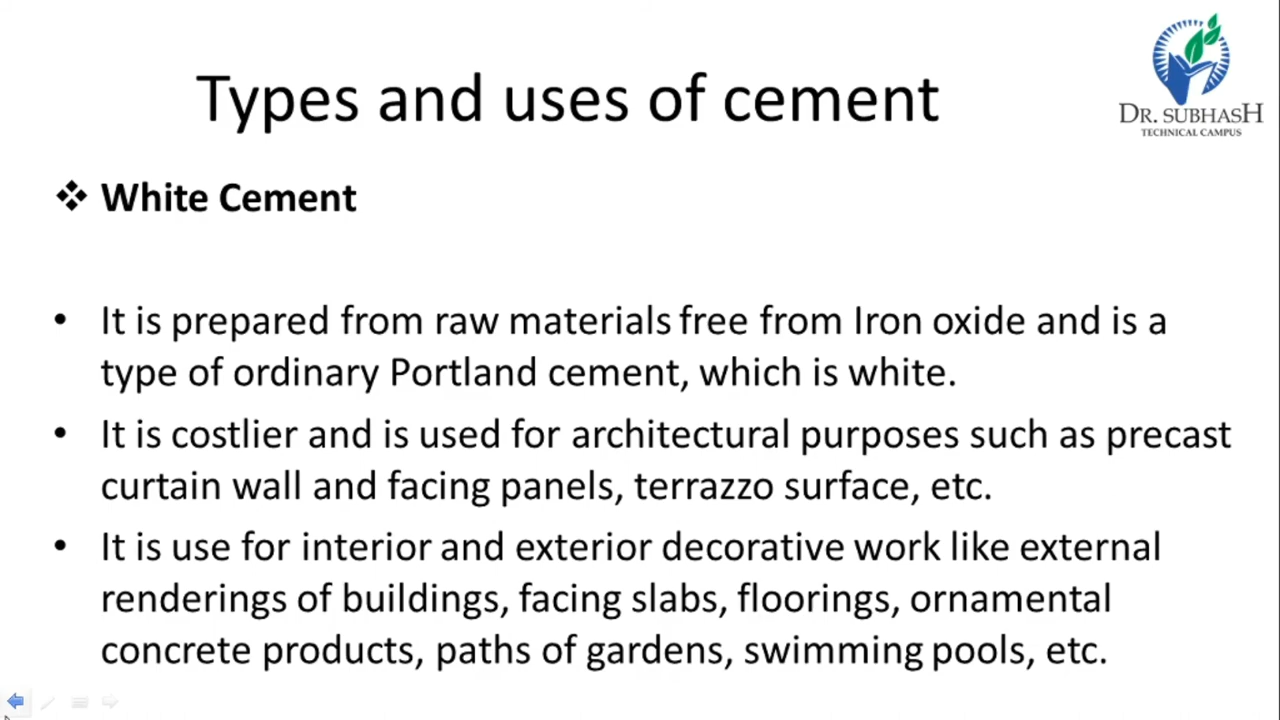 Types and uses of cement
DR. SUBHASH
TECHNICAL CAMPUS
❖ White Cement
• It is prepared from raw materials free from Iron oxide and is a
type of ordinary Portland cement, which is white.
• It is costlier and is used for architectural purposes such as precast
curtain wall and facing panels, terrazzo surface, etc.
• It is use for interior and exterior decorative work like external
renderings of buildings, facing slabs, floorings, ornamental
concrete products, paths of gardens, swimming pools, etc.